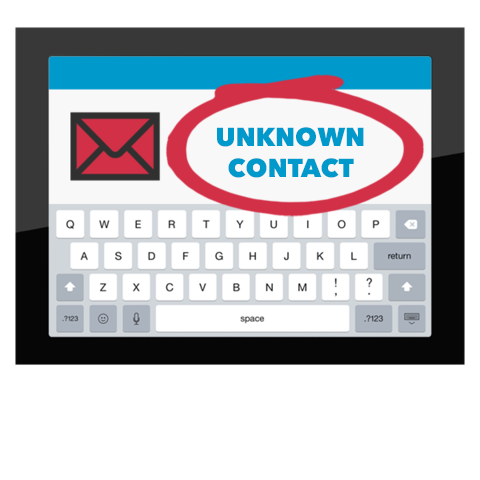 UNKNOWN
CONTACT
Q W E R T Y U I O P
A S D F G H J K L return
Z X C V B N M ! , ? .
.?123 space .?123